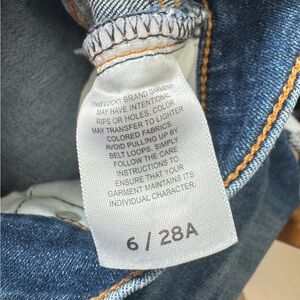 THIS LUCKY BRAND GARMENT
MAY HAVE INTENTIONAL
RIPS OR HOLES. COLOR
MAY TRANSFER TO LIGHTER
COLORED FABRICS.
AVOID PULLING UP BY
BELT LOOPS. SIMPLY
FOLLOW THE CARE
INSTRUCTIONS TO
ENSURE THAT YOUR
GARMENT MAINTAINS ITS
INDIVIDUAL CHARACTER.
6 / 28A